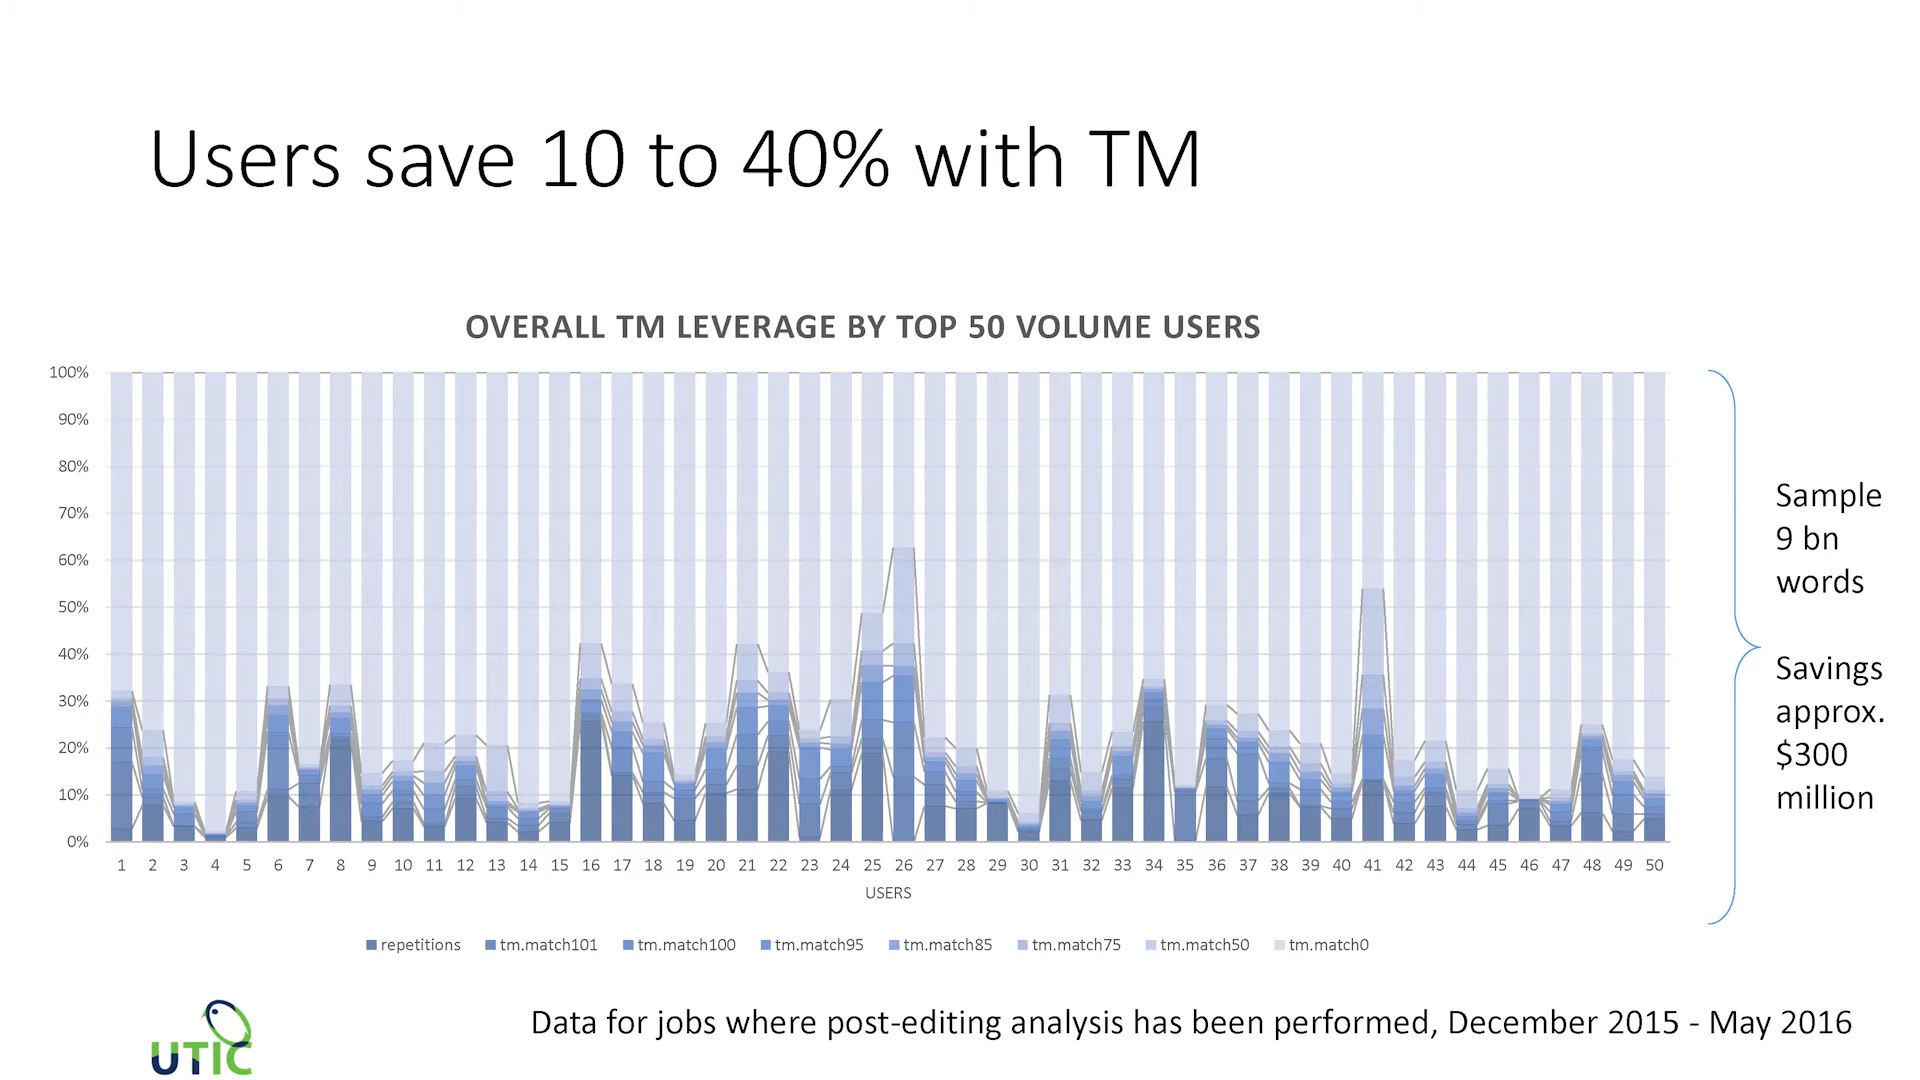 Users save 10 to 40% with TM
OVERALL TM LEVERAGE BY TOP 50 VOLUME USERS
100%
90%
80%
70%
60%
50%
40%
30%
20%
10%
0%
1 2 3 4 5 6 7 8 9 10 11 12 13 14 15 16 17 18 19 20 21 22 23 24 25 26 27 28 29 30 31 32 33 34 35 36 37 38 39 40 41 42 43 44 45 46 47 48 49 50
USERS
repetitions tm.match101 tm.match100 tm.match95 tm.match85 tm.match75 tm.match50 tm.match0
Sample
9 bn
words
Savings
approx.
$300
million
UTIC
Data for jobs where post-editing analysis has been performed, December 2015 - May 2016